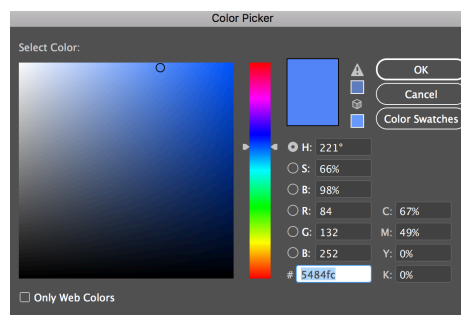 Color Picker
Select Color:
OK
Cancel
Color Swatches
H: 221°
S: 66%
B: 98%
R: 84 C: 67%
G: 132 M: 49%
B: 252 Y: 0%
# 5484fc K: 0%
Only Web Colors